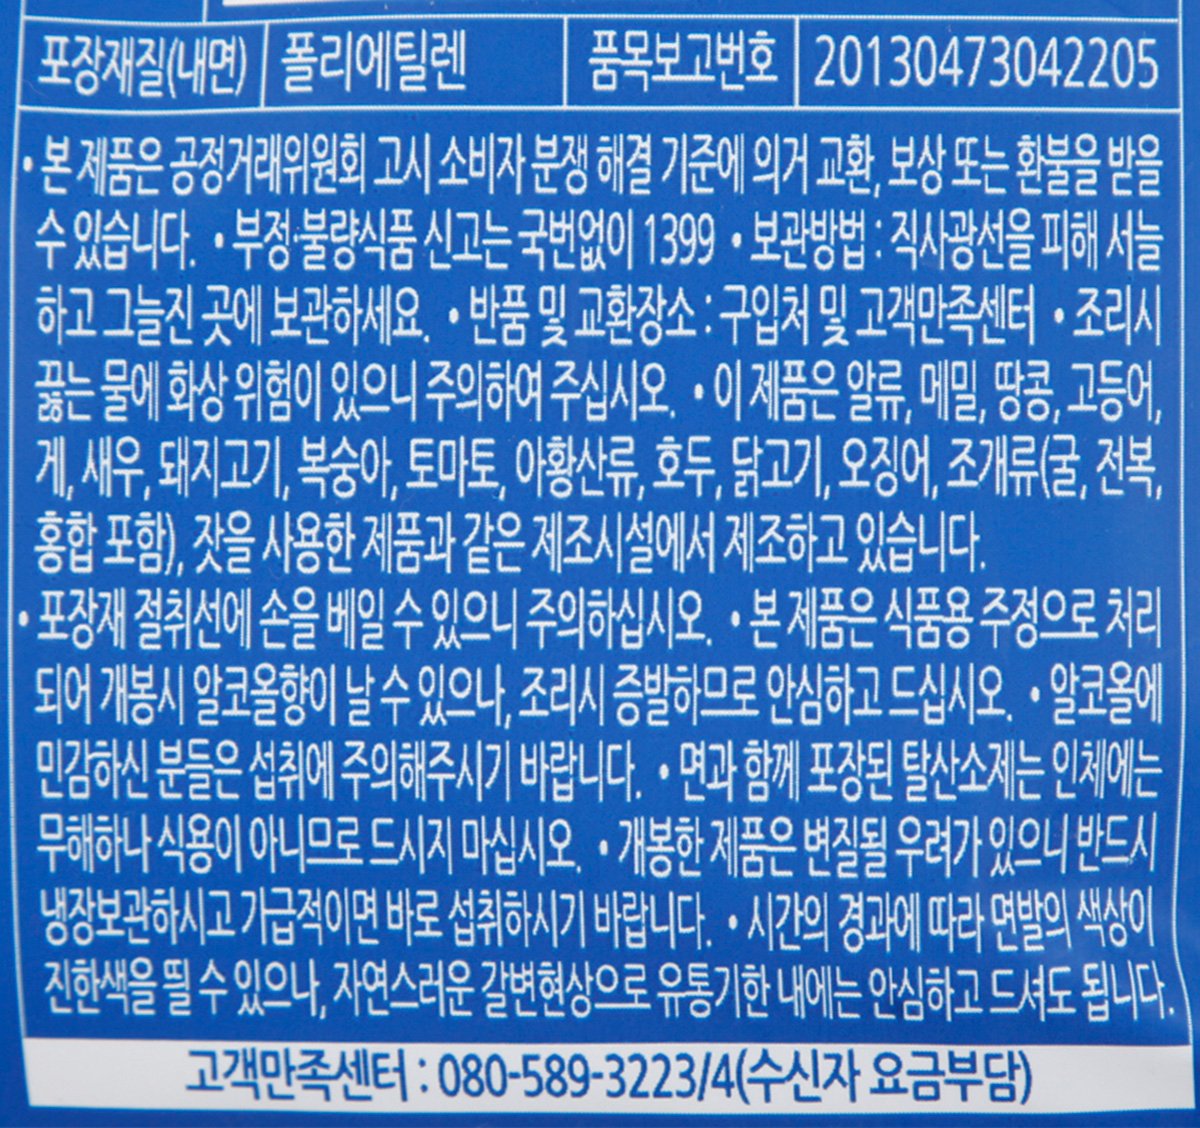 포장재질(내면) 폴리에틸렌 품목보고번호 20130473042205
• 본 제품은 공정거래위원회 고시 소비자 분쟁 해결 기준에 의거 교환, 보상 또는 환불을 받을
수 있습니다. • 부정·불량식품 신고는 국번없이 1399 • 보관방법 : 직사광선을 피해 서늘
하고 그늘진 곳에 보관하세요. • 반품 및 교환장소 : 구입처 및 고객만족센터 • 조리시
끓는 물에 화상 위험이 있으니 주의하여 주십시오. • 이 제품은 알류, 메밀, 땅콩, 고등어,
게, 새우, 돼지고기, 복숭아, 토마토, 아황산류, 호두, 닭고기, 오징어, 조개류(굴, 전복,
홍합 포함), 잣을 사용한 제품과 같은 제조시설에서 제조하고 있습니다.
• 포장재 절취선에 손을 베일 수 있으니 주의하십시오. • 본 제품은 식품용 주정으로 처리
되어 개봉시 알코올향이 날 수 있으나, 조리시 증발하므로 안심하고 드십시오. • 알코올에
민감하신 분들은 섭취에 주의해주시기 바랍니다. • 면과 함께 포장된 탈산소제는 인체에는
무해하나 식용이 아니므로 드시지 마십시오. • 개봉한 제품은 변질될 우려가 있으니 반드시
냉장보관하시고 가급적이면 바로 섭취하시기 바랍니다. • 시간의 경과에 따라 면발의 색상이
진한색을 띌 수 있으나, 자연스러운 갈변현상으로 유통기한 내에는 안심하고 드셔도 됩니다.
고객만족센터 : 080-589-3223/4(수신자 요금부담)